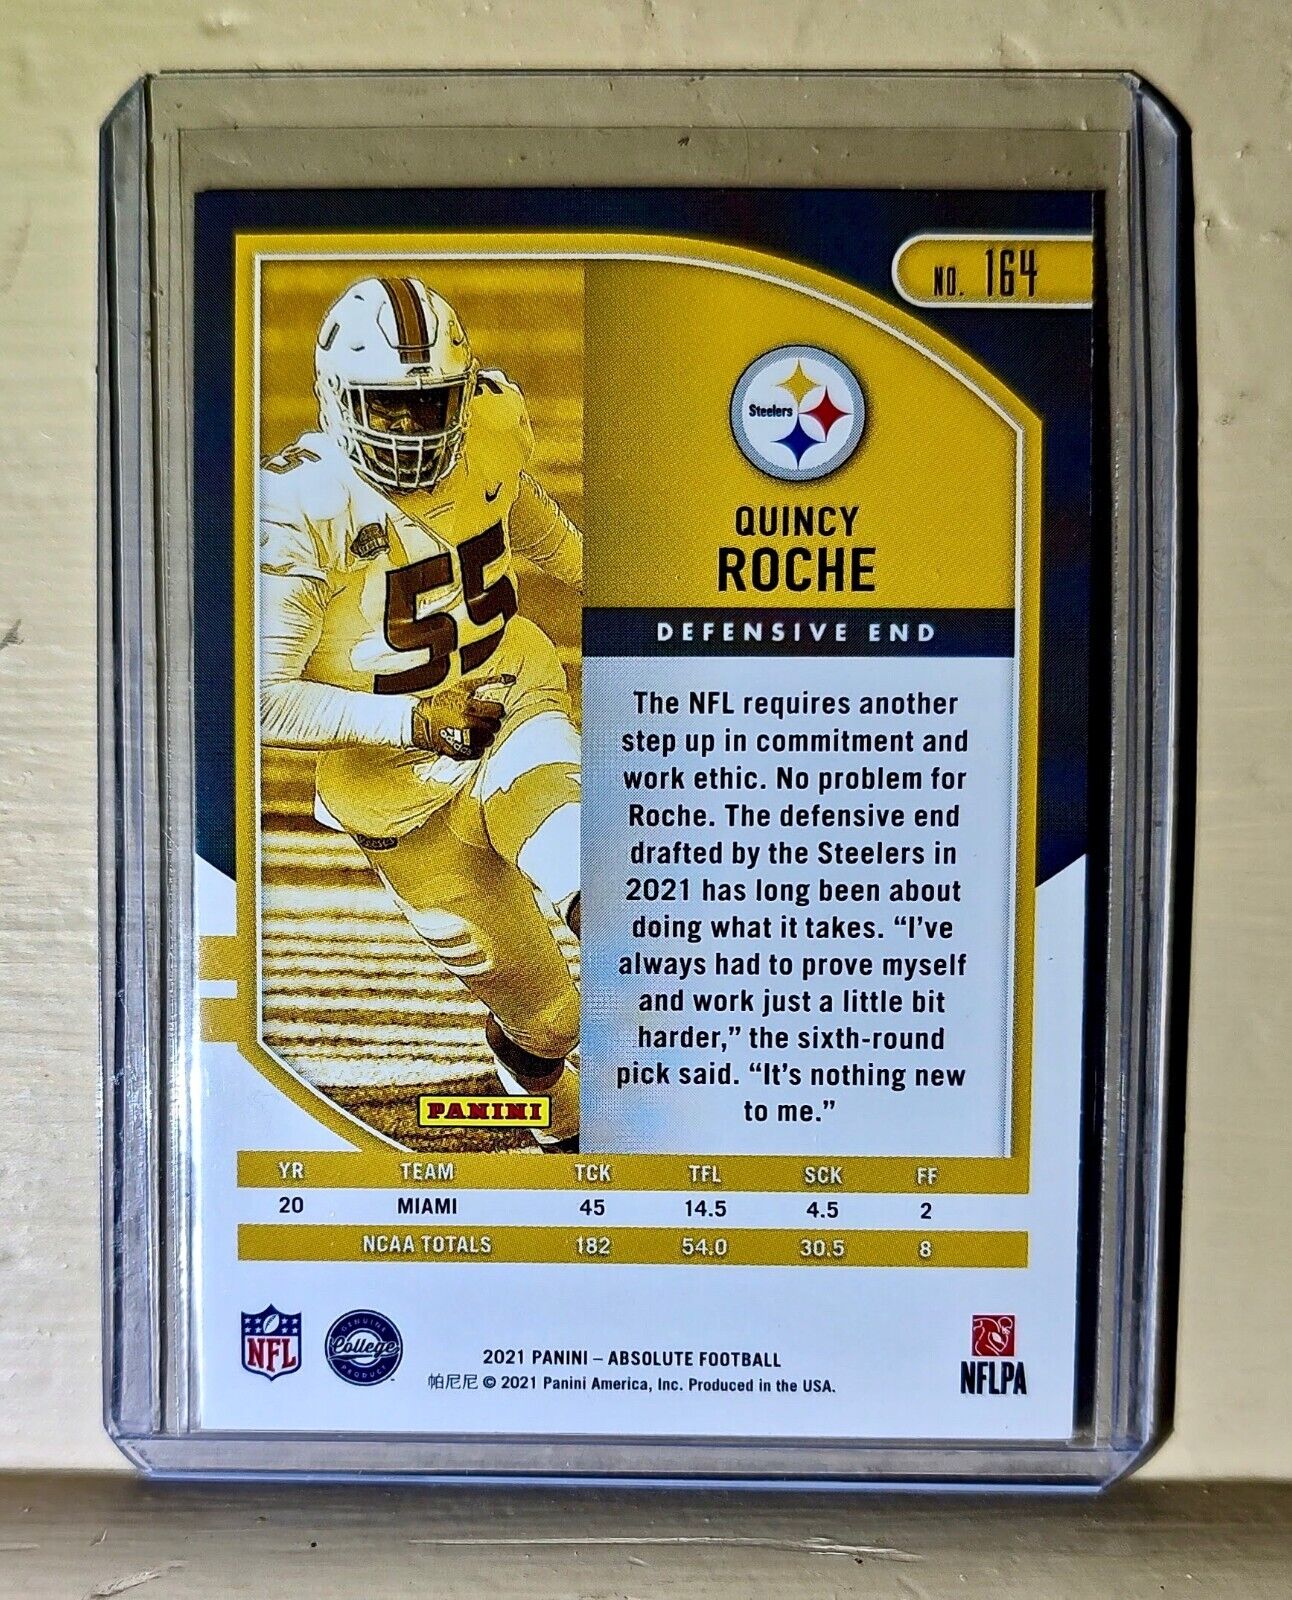 NO. 164
Steelers
QUINCY
ROCHE
DEFENSIVE END
55
55
The NFL requires another
step up in commitment and
work ethic. No problem for
Roche. The defensive end
drafted by the Steelers in
2021 has long been about
doing what it takes. “I’ve
always had to prove myself
and work just a little bit
harder,” the sixth-round
pick said. “It’s nothing new
to me.”
PANINI
YR TEAM TCK TFL SCK FF
20 MIAMI 45 14.5 4.5 2
NCAA TOTALS 182 54.0 30.5 8
NFL
GENUINE
College
PRODUCT
2021 PANINI – ABSOLUTE FOOTBALL
帕尼尼 © 2021 Panini America, Inc. Produced in the USA.
NFLPA